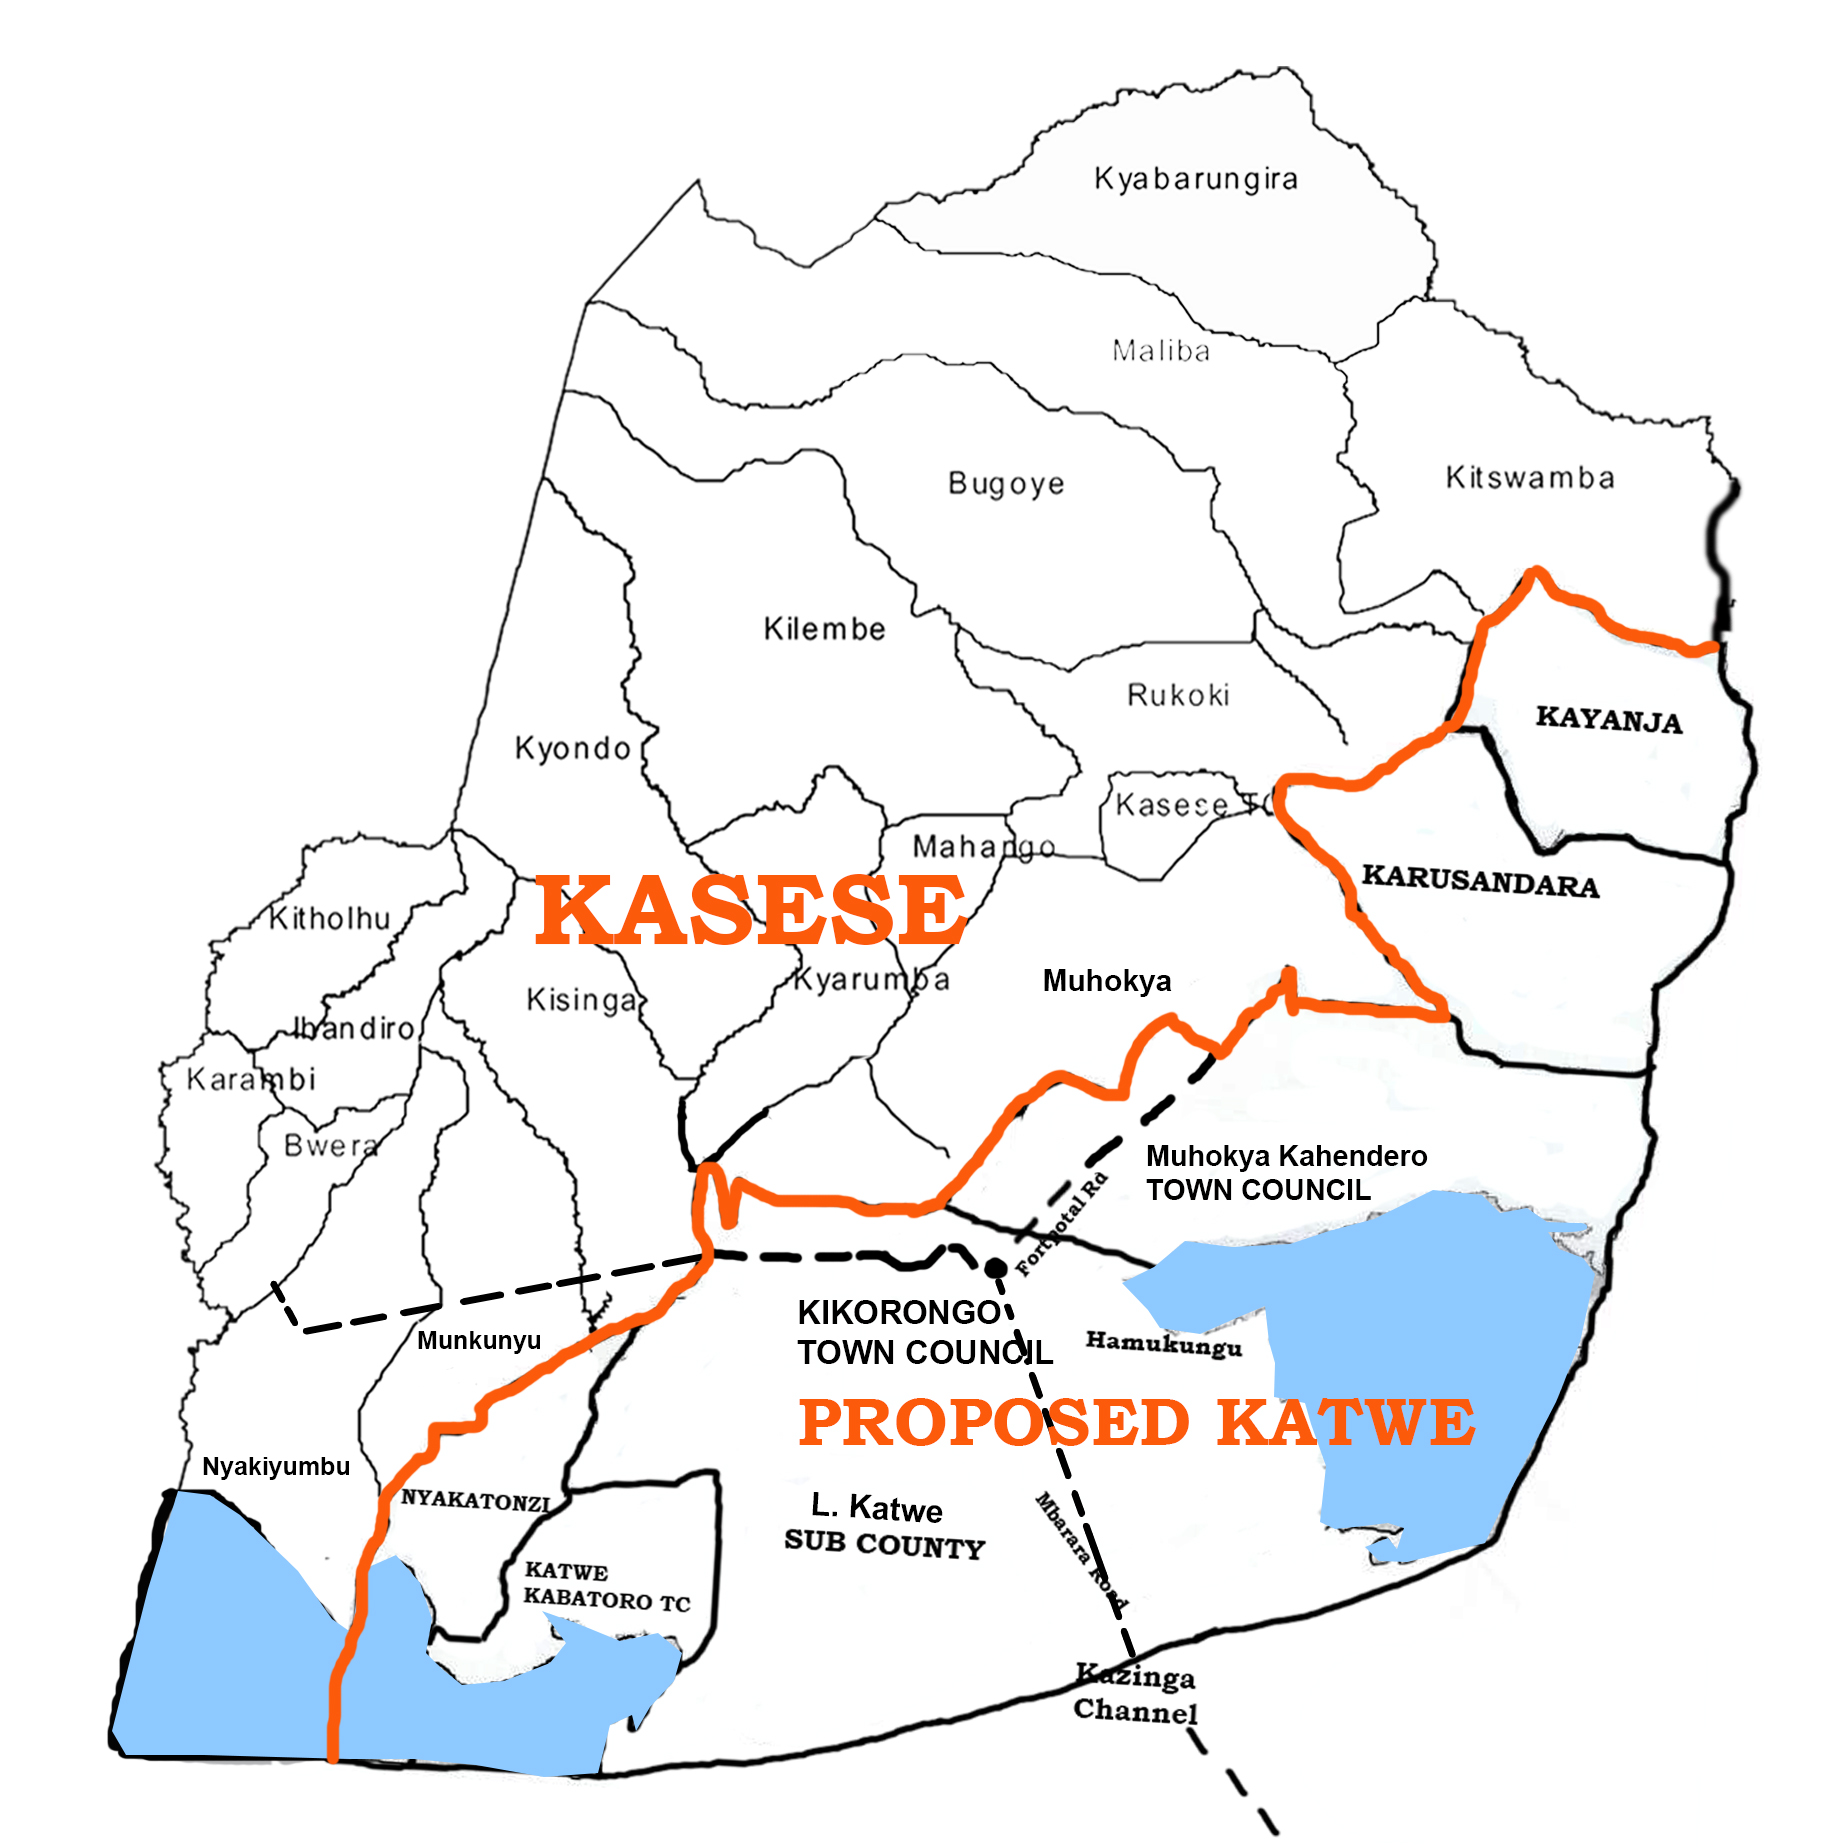 Kyabarungira
Maliba
Kitswamba
Bugoye
Kilembe
Rukoki
KAYANJA
Kyondo
Kasese TC
Mahango
KARUSANDARA
KASESE
Kitholhu
Kyarumba
Muhokya
Kisinga
Ibandiro
Karambi
Bwera
Muhokya Kahendero
TOWN COUNCIL
Fortpotal Rd
KIKORONGO
TOWN COUNCIL
Munkunyu
Hamukungu
PROPOSED KATWE
Nyakiyumbu
NYAKATONZI
L. Katwe
SUB COUNTY
Mbarara Road
KATWE
KABATORO TC
Kazinga
Channel